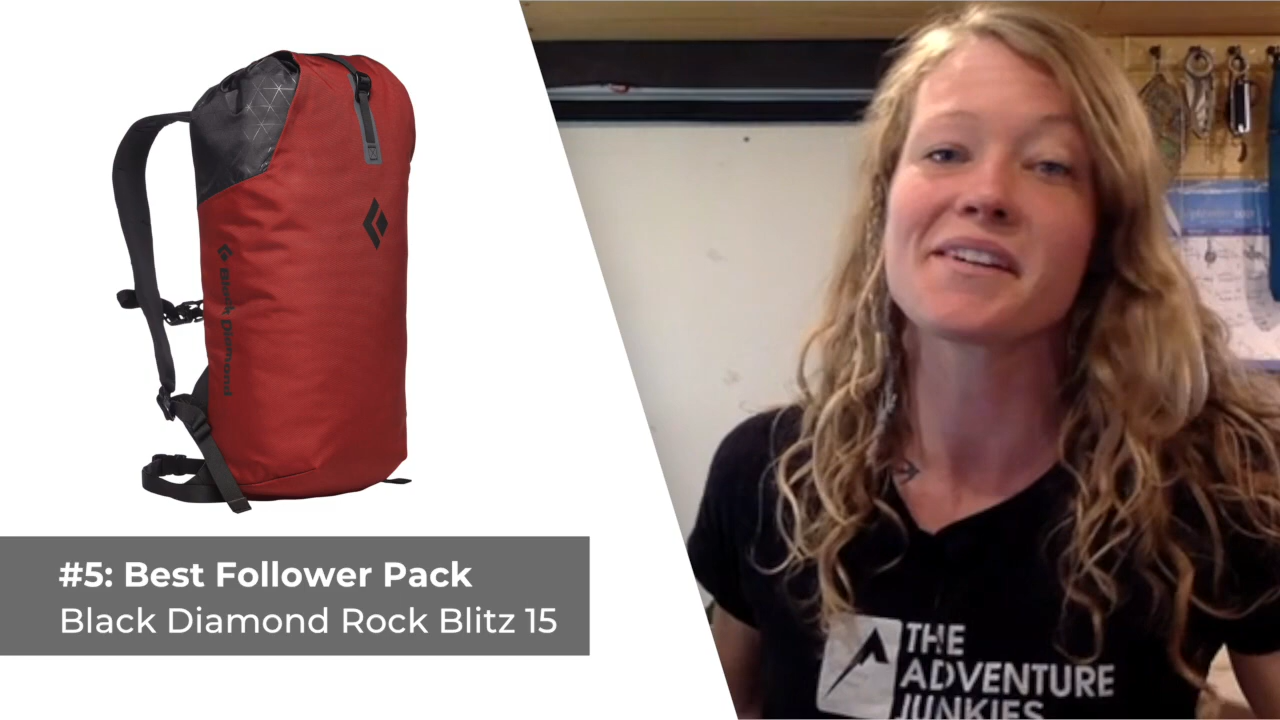 Black Diamond
#5: Best Follower Pack
Black Diamond Rock Blitz 15
THE
ADVENTURE
JUNKIES